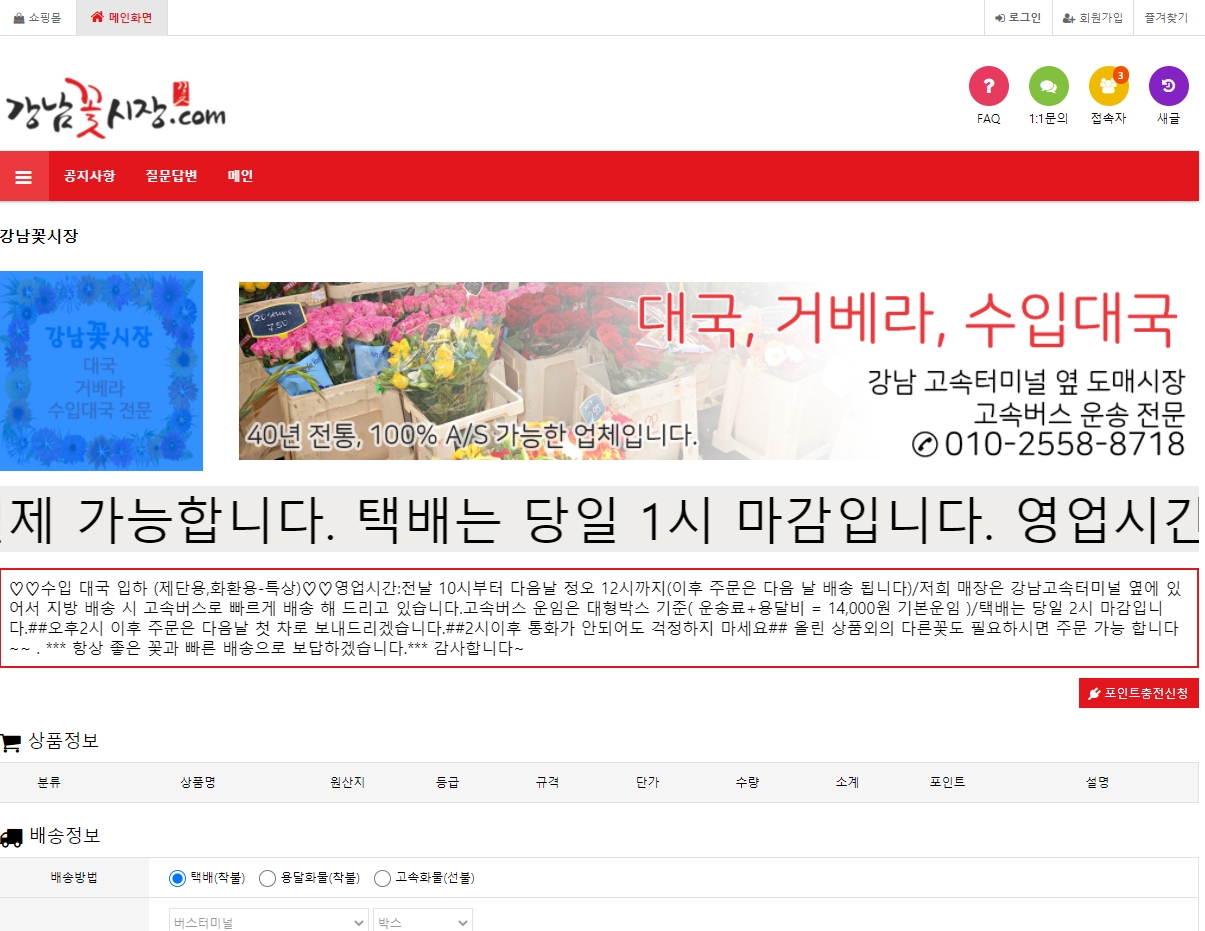 쇼핑몰
메인화면
로그인
회원가입
즐겨찾기
강남꽃시장.com
꽃
3
FAQ
1:1문의
접속자
새글
공지사항
질문답변
메인
강남꽃시장
강남꽃시장
대국
거베라
수입대국 전문
대국, 거베라, 수입대국
강남 고속터미널 옆 도매시장
고속버스 운송 전문
010-2558-8718
40년 전통, 100% A/S 가능한 업체입니다.
제 가능합니다. 택배는 당일 1시 마감입니다. 영업시간
♡♡수입 대국 입하 (제단용,화환용-특상)♡♡영업시간:전날 10시부터 다음날 정오 12시까지(이후 주문은 다음 날 배송 됩니다)/저희 매장은 강남고속터미널 옆에 있
어서 지방 배송 시 고속버스로 빠르게 배송 해 드리고 있습니다.고속버스 운임은 대형박스 기준( 운송료+용달비 = 14,000원 기본운임 )/택배는 당일 2시 마감입니
다.##오후2시 이후 주문은 다음날 첫 차로 보내드리겠습니다.##2시이후 통화가 안되어도 걱정하지 마세요## 올린 상품외의 다른꽃도 필요하시면 주문 가능 합니다
~~ . *** 항상 좋은 꽃과 빠른 배송으로 보답하겠습니다.*** 감사합니다~
포인트충전신청
상품정보
분류 상품명 원산지 등급 규격 단가 수량 소계 포인트 설명
배송정보
배송방법 택배(착불) 용달화물(착불) 고속화물(선불)
버스터미널 박스